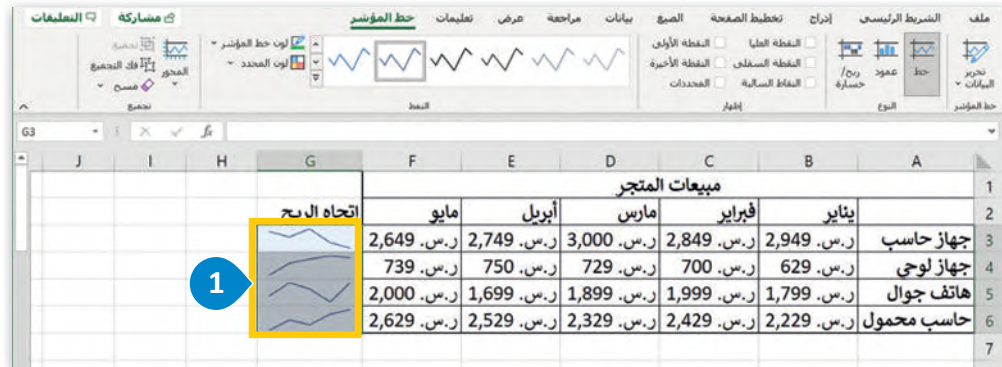 ملف الشريط الرئيسي إدراج تخطيط الصفحة الصيغ بيانات مراجعة عرض تعليمات خط المؤشر مشاركة التعليقات
تحرير البيانات
خط المؤشر
خط عمود ربح/خسارة
النوع
النقطة العليا النقطة الأولى
النقطة السفلى النقطة الأخيرة
النقاط السالبة المحددات
إظهار
النمط
لون خط المؤشر
لون المحدد
المحور
تجميع
فك التجميع
مسح
تجميع
G3 fx
A B C D E F G H I J
1 مبيعات المتجر
2 يناير فبراير مارس أبريل مايو اتجاه الربح
3 جهاز حاسب ر.س. 2,949 ر.س. 2,849 ر.س. 3,000 ر.س. 2,749 ر.س. 2,649
4 جهاز لوحي ر.س. 629 ر.س. 700 ر.س. 729 ر.س. 750 ر.س. 739
5 هاتف جوال ر.س. 1,799 ر.س. 1,999 ر.س. 1,899 ر.س. 1,699 ر.س. 2,000
6 حاسب محمول ر.س. 2,229 ر.س. 2,429 ر.س. 2,329 ر.س. 2,529 ر.س. 2,629
7
1